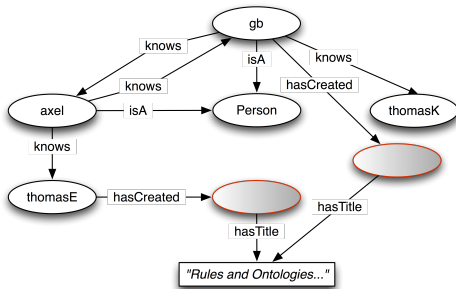 gb
knows
knows
isA
knows
hasCreated
axel
isA
Person
thomasK
knows
thomasE
hasCreated
hasTitle
hasTitle
"Rules and Ontologies..."